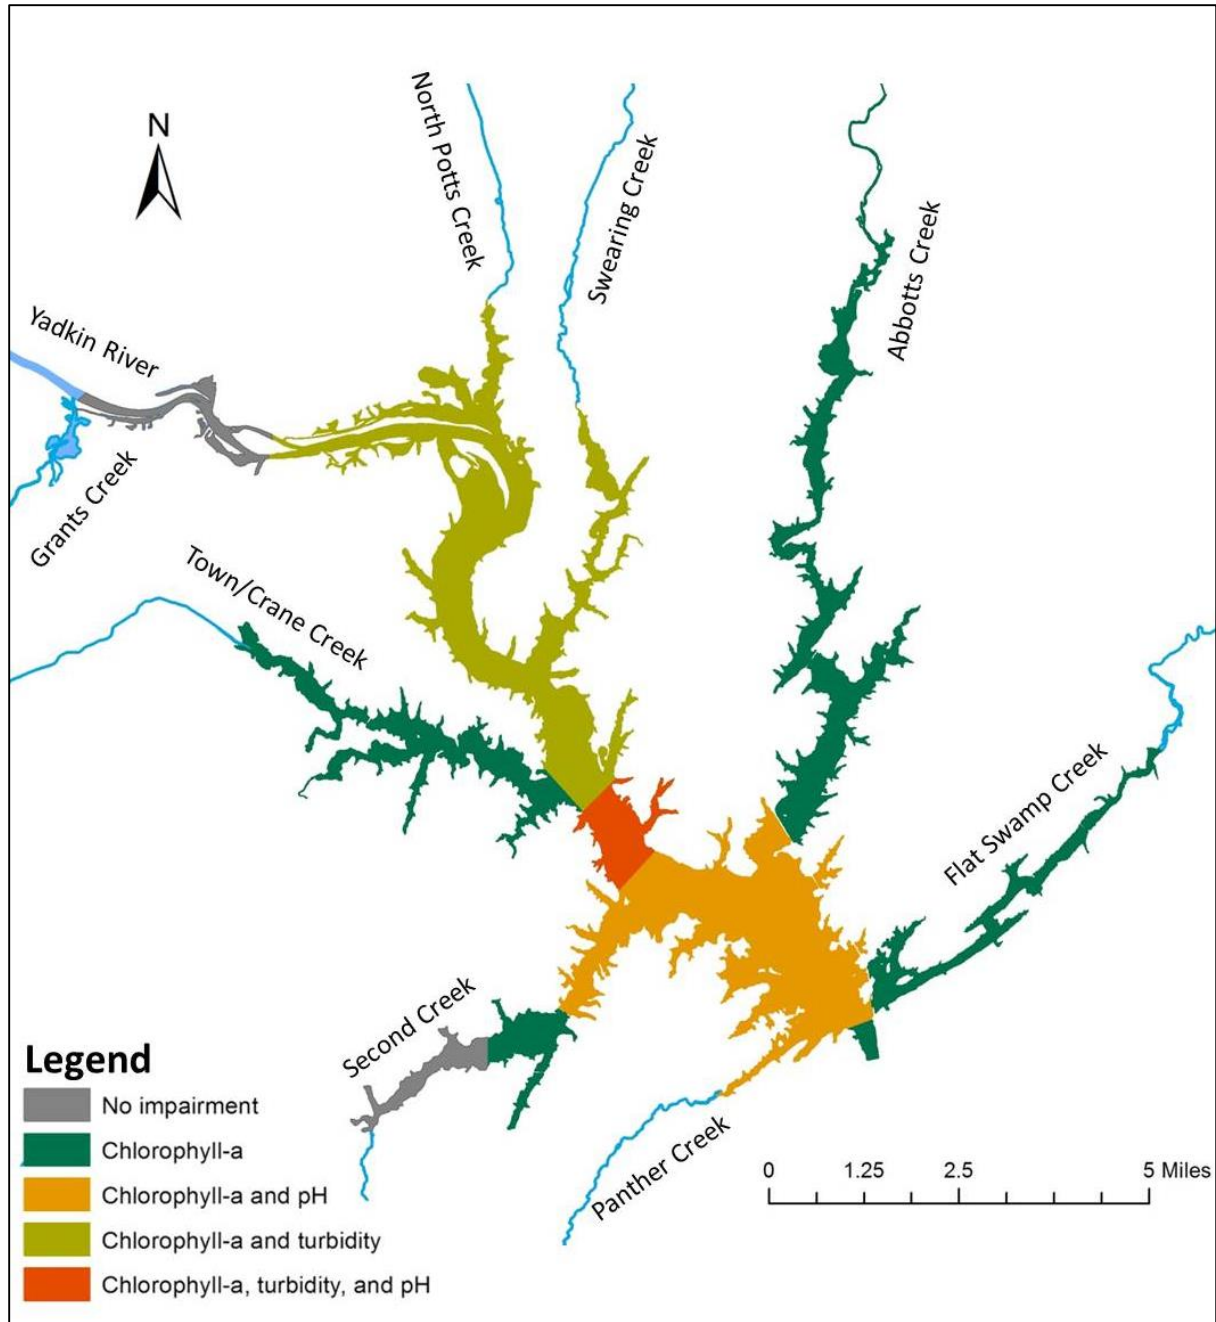 North Potts Creek
Swearing Creek
N
Abbotts Creek
Yadkin River
Grants Creek
Town/Crane Creek
Flat Swamp Creek
Second Creek
Panther Creek
Legend
No impairment
Chlorophyll-a
Chlorophyll-a and pH
Chlorophyll-a and turbidity
Chlorophyll-a, turbidity, and pH
0 1.25 2.5 5 Miles